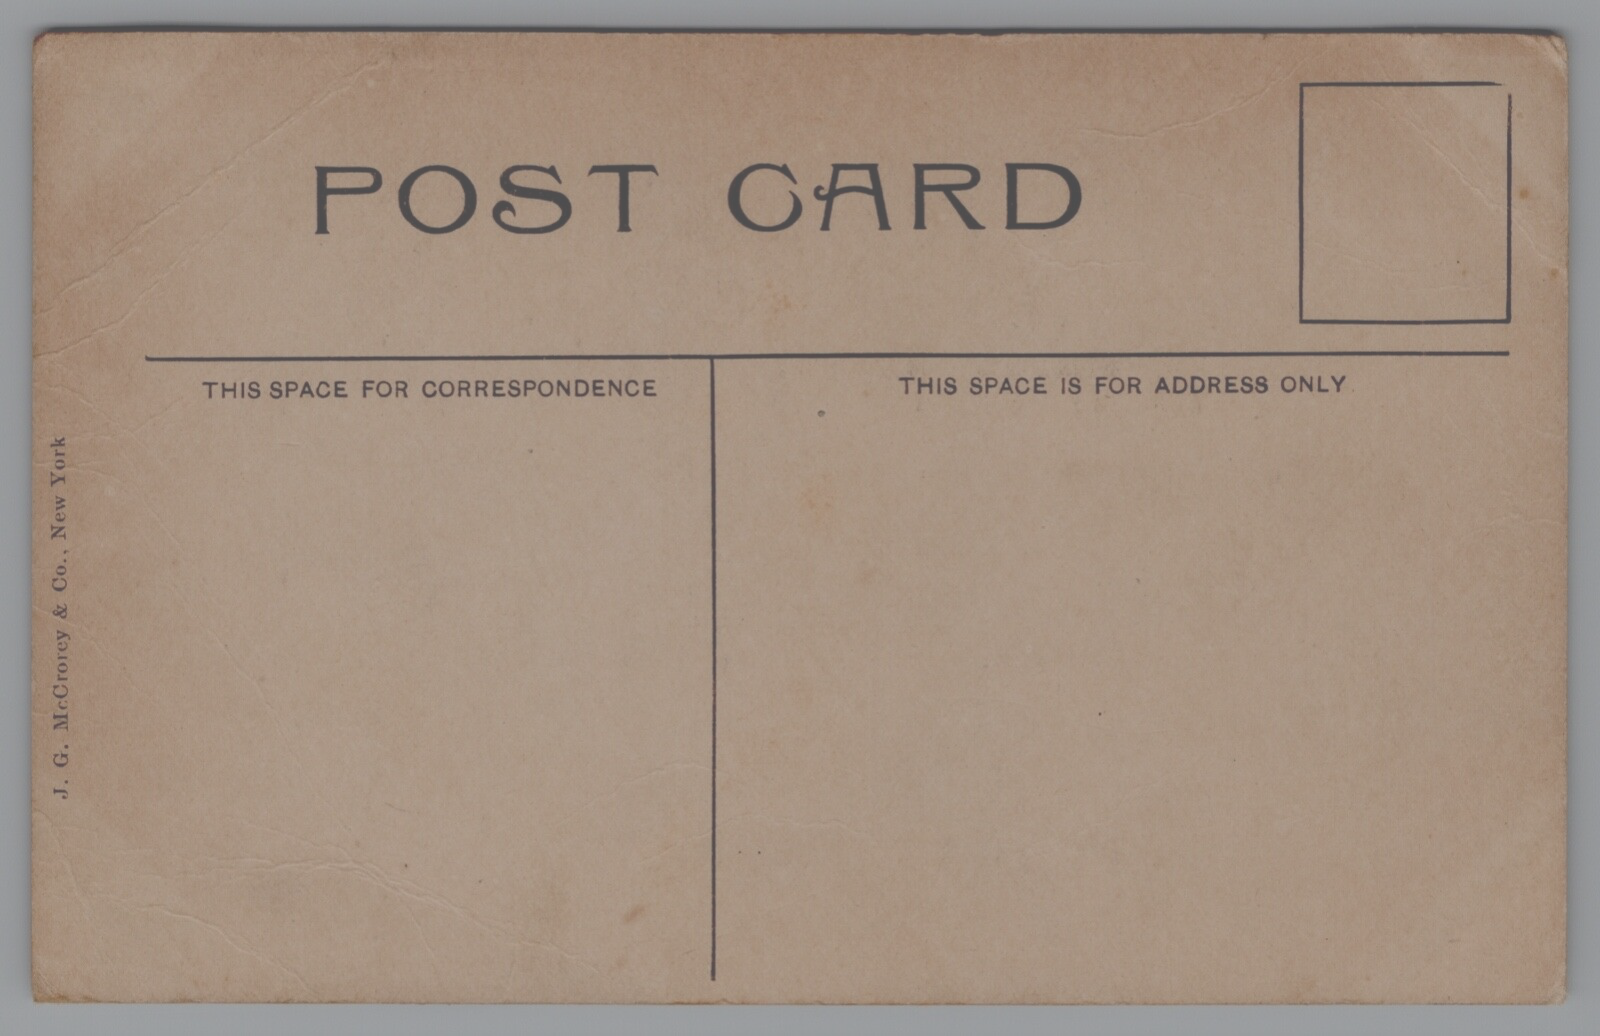 POST CARD
THIS SPACE FOR CORRESPONDENCE
THIS SPACE IS FOR ADDRESS ONLY
J. G. McCrorey & Co., New York